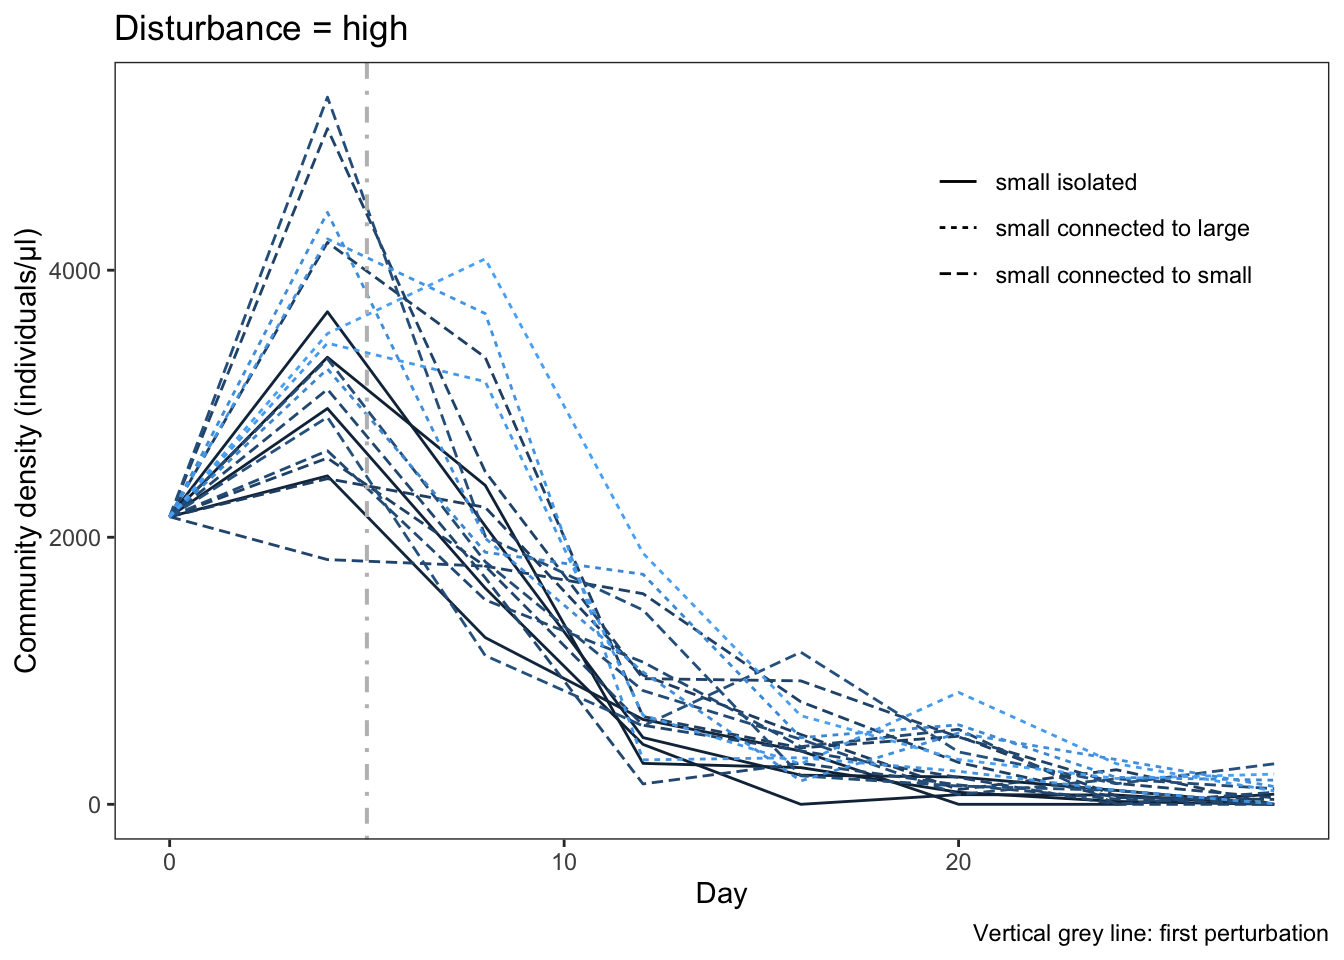 Disturbance = high
Community density (individuals/µl)
4000
2000
0
small isolated
small connected to large
small connected to small
0
10
20
Day
Vertical grey line: first perturbation